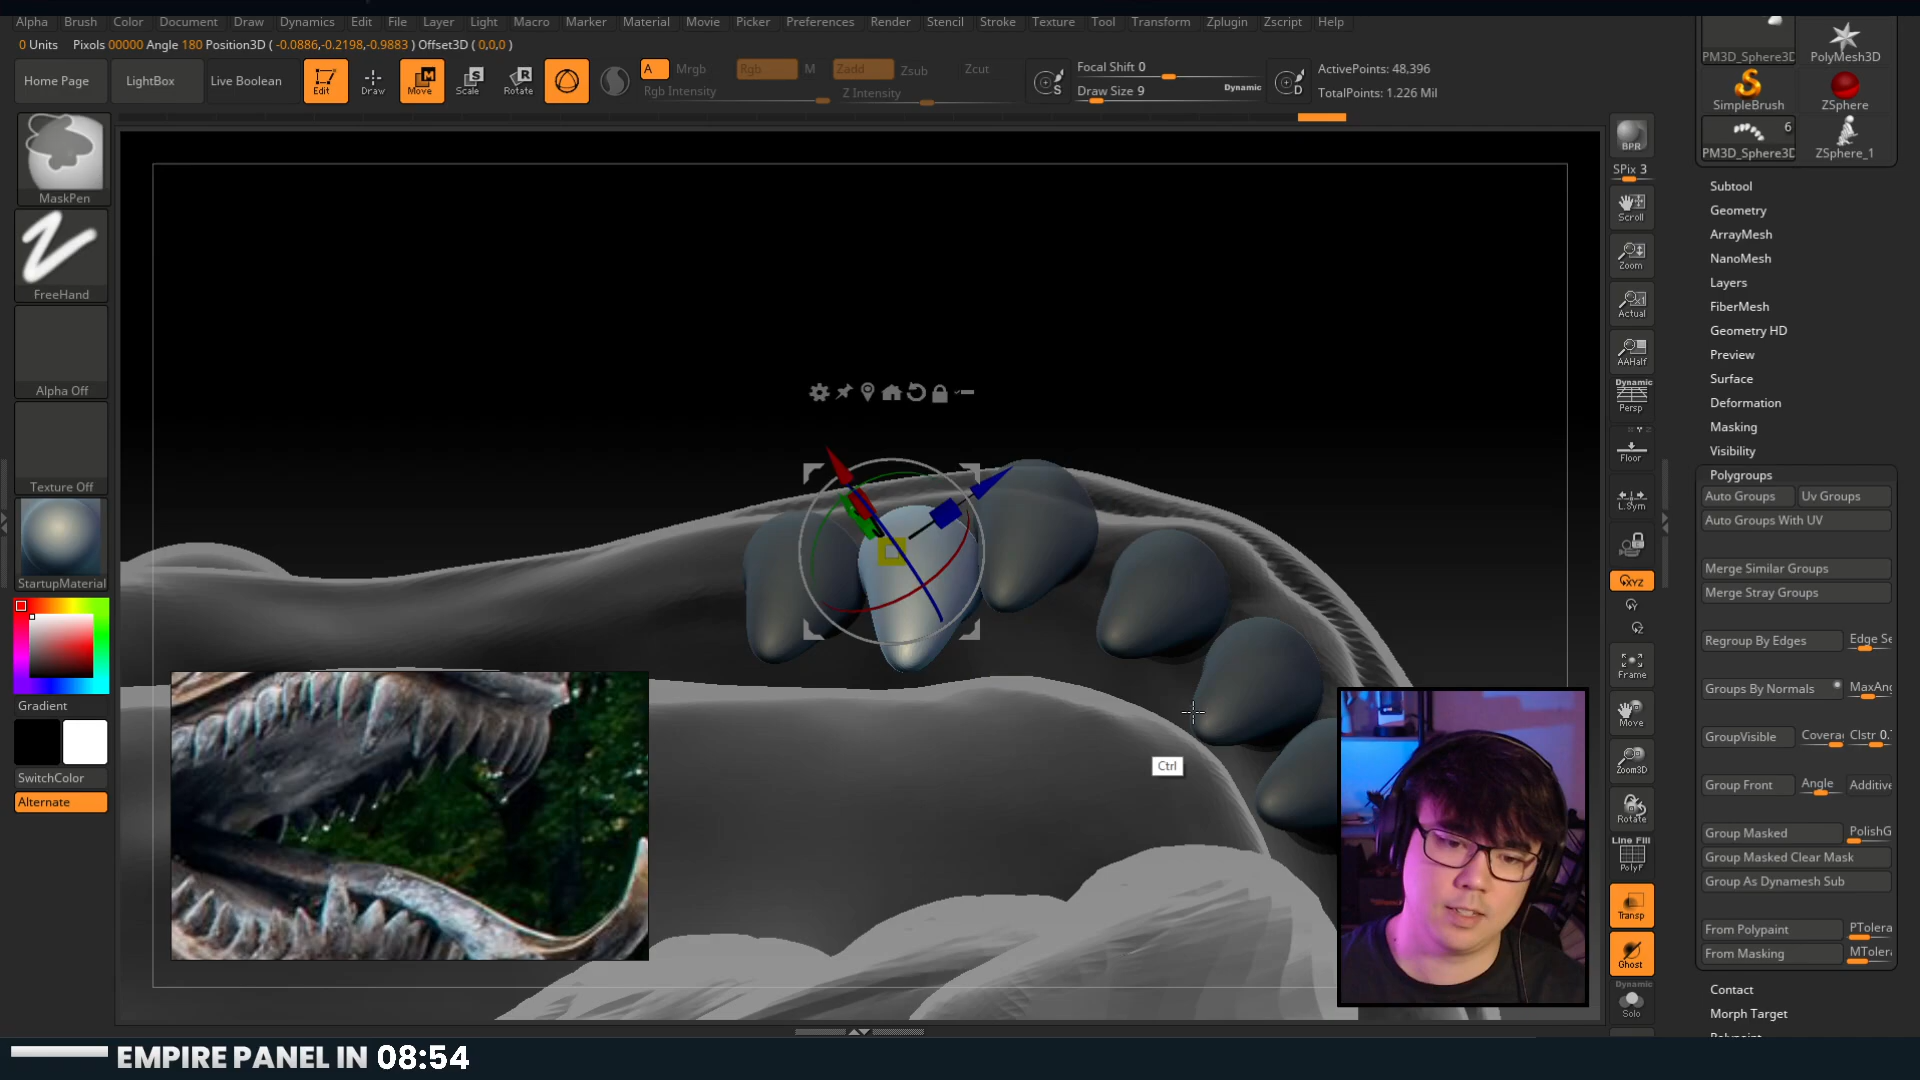 Alpha Brush Color Document Draw Dynamics Edit File Layer Light Macro Marker Material Movie Picker Preferences Render Stencil Stroke Texture Tool Transform Zplugin Zscript Help
0 Units Pixols 00000 Angle 180 Position3D ( -0.0886,-0.2198,-0.9883 ) Offset3D ( 0,0,0 )
Home Page LightBox Live Boolean Edit Draw Move Scale Rotate A Mrgb Rgb M Zadd Zsub Zcut
Rgb Intensity Z Intensity
Focal Shift 0
Draw Size 9 Dynamic
ActivePoints: 48,396
TotalPoints: 1.226 Mil
MaskPen
FreeHand
Alpha Off
Texture Off
StartupMaterial
Gradient
SwitchColor
Alternate
Ctrl
BPR
SPix 3
Scroll
Zoom
Actual
AAHalf
Dynamic
Persp
Floor
L.Sym
XYZ
Frame
Move
Zoom3D
Rotate
Line Fill
PolyF
Transp
Ghost
Dynamic
Solo
PM3D_Sphere3D PolyMesh3D
SimpleBrush ZSphere
6
PM3D_Sphere3D ZSphere_1
Subtool
Geometry
ArrayMesh
NanoMesh
Layers
FiberMesh
Geometry HD
Preview
Surface
Deformation
Masking
Visibility
Polygroups
Auto Groups Uv Groups
Auto Groups With UV
Merge Similar Groups
Merge Stray Groups
Regroup By Edges Edge Se
Groups By Normals MaxAng
GroupVisible Covera Clstr 0.
Group Front Angle Additive
Group Masked PolishG
Group Masked Clear Mask
Group As Dynamesh Sub
From Polypaint PTolera
From Masking MTolera
Contact
Morph Target
EMPIRE PANEL IN 08:54